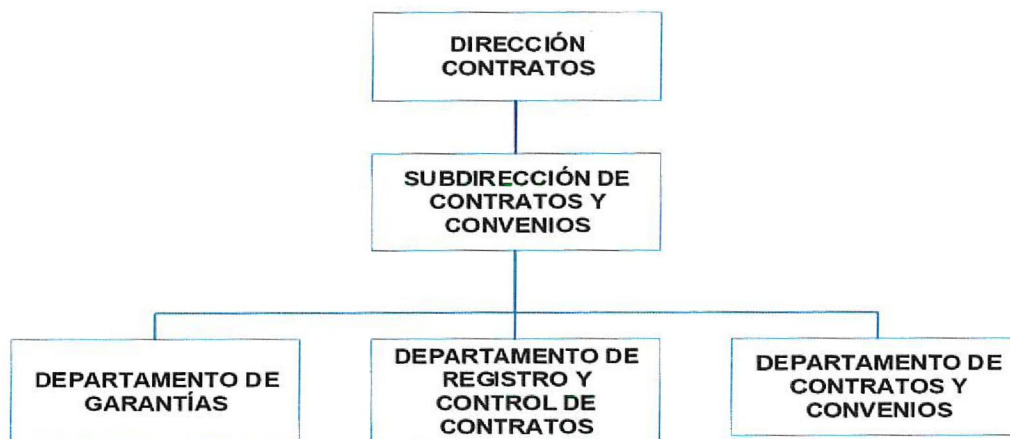 DIRECCIÓN
CONTRATOS
SUBDIRECCIÓN DE
CONTRATOS Y
CONVENIOS
DEPARTAMENTO DE
GARANTÍAS
DEPARTAMENTO DE
REGISTRO Y
CONTROL DE
CONTRATOS
DEPARTAMENTO DE
CONTRATOS Y
CONVENIOS